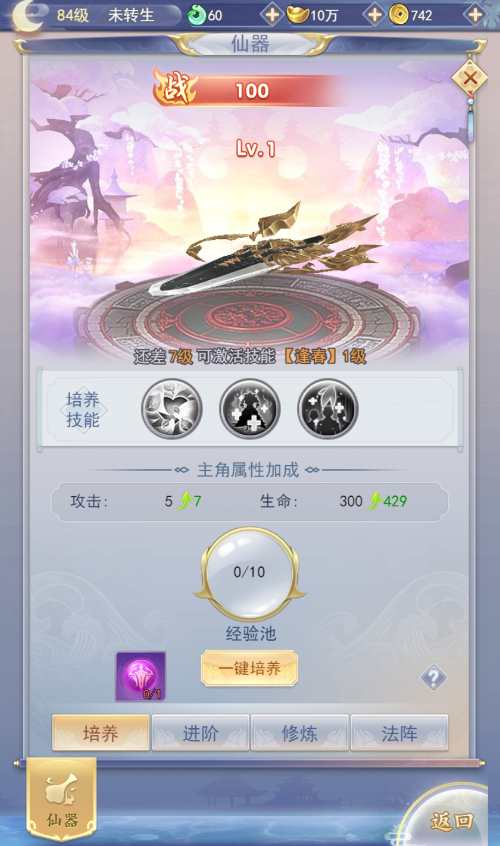 84级 未转生 60 10万 742
仙器
战 100
Lv.1
还差7级可激活技能【逢春】1级
培养
技能
主角属性加成
攻击: 5 7 生命: 300 429
0/10
经验池
0/1
一键培养
?
培养 进阶 修炼 法阵
仙器
返回